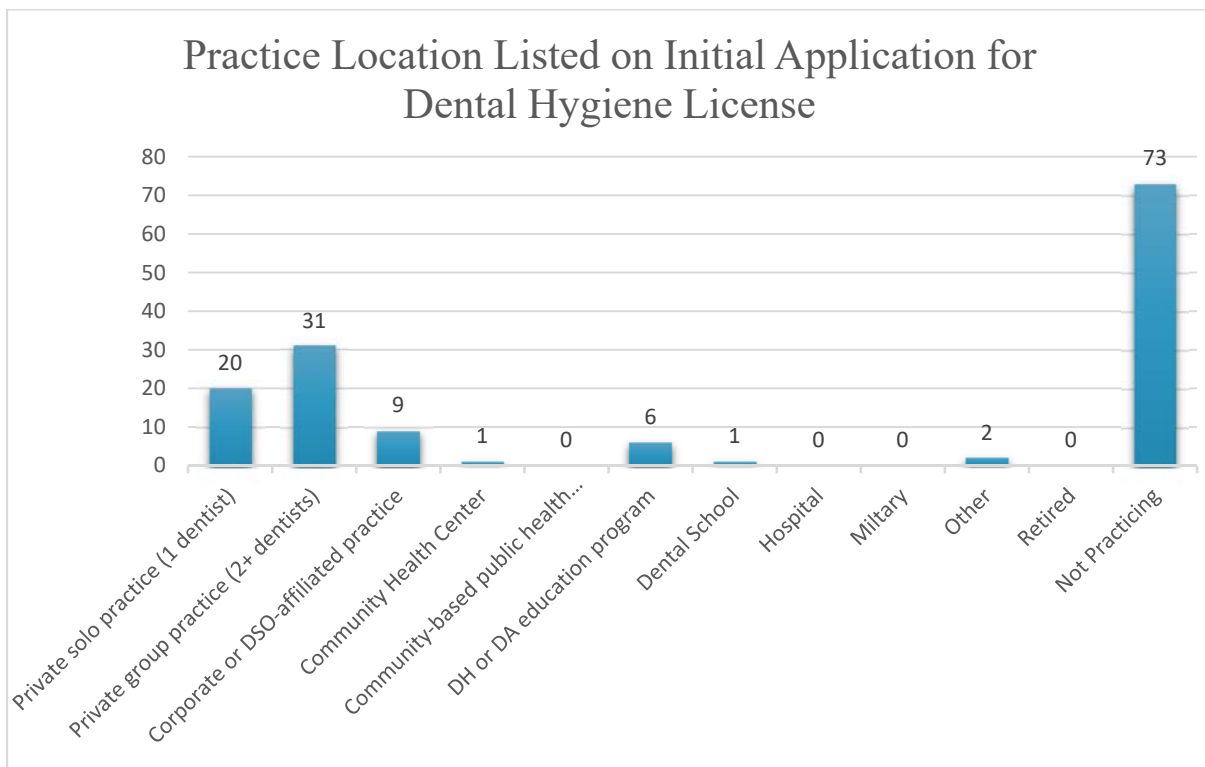 Practice Location Listed on Initial Application for
Dental Hygiene License
80
70
60
50
40
30
20
10
0
20
31
9
1
0
6
1
0
0
2
0
73
Private solo practice (1 dentist)
Private group practice (2+ dentists)
Corporate or DSO-affiliated practice
Community Health Center
Community-based public health...
DH or DA education program
Dental School
Hospital
Miltary
Other
Retired
Not Practicing